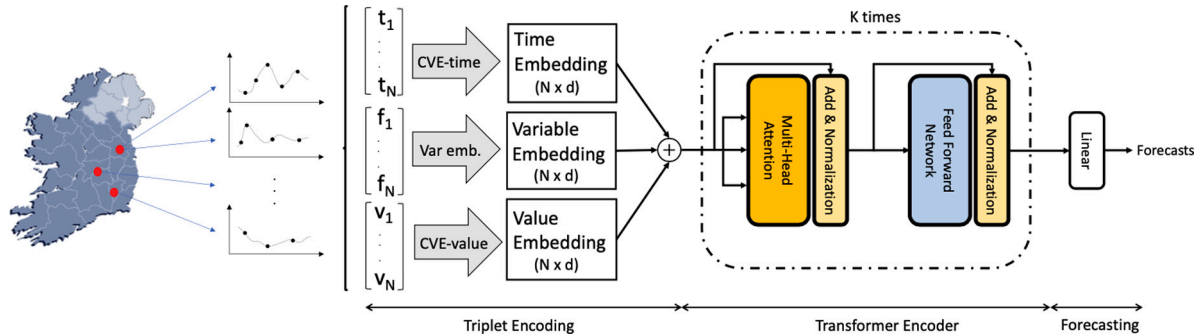 K times
t1
.
.
.
tN
CVE-time
Time
Embedding
(N x d)
f1
.
.
.
fN
Var emb.
Variable
Embedding
(N x d)
v1
.
.
.
vN
CVE-value
Value
Embedding
(N x d)
+
Multi-Head
Attention
Add & Normalization
Feed Forward
Network
Add & Normalization
Linear
Forecasts
Triplet Encoding
Transformer Encoder
Forecasting